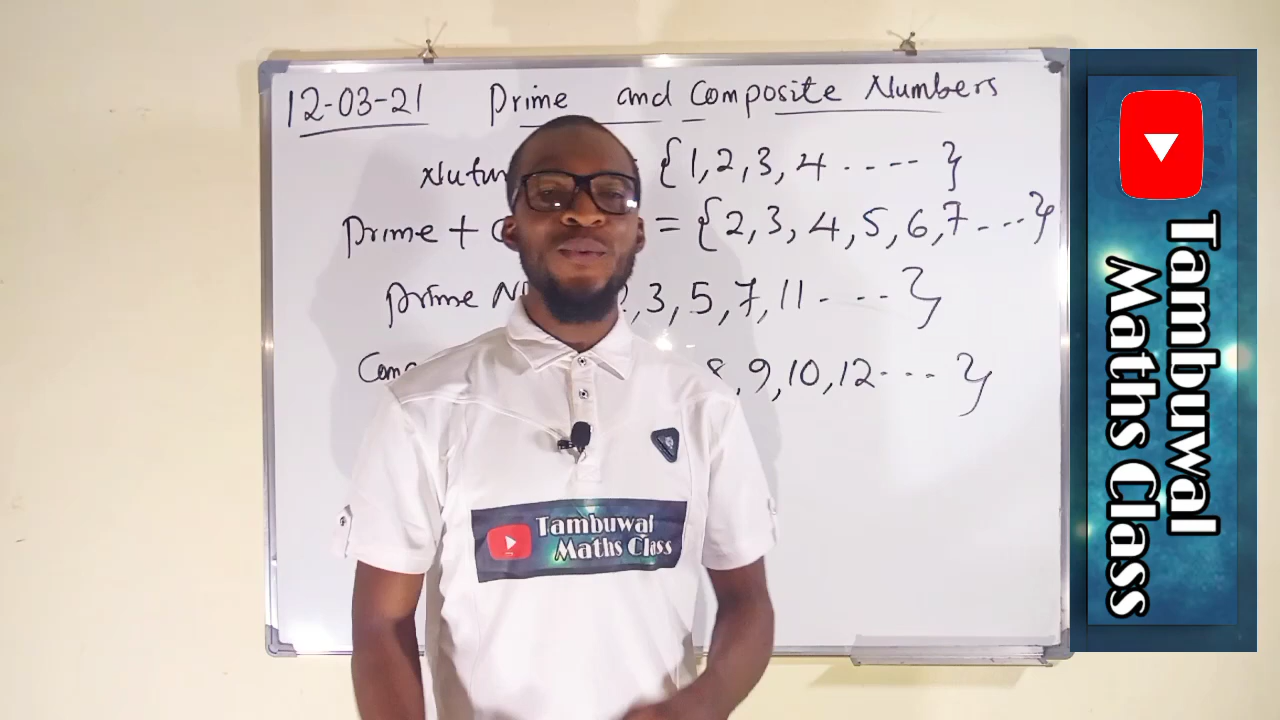 12-03-21 Prime and Composite Numbers
{1,2,3,4 ..... }
Prime + = {2,3,4,5,6,7...}
Prime ,3,5,7,11.... }
8,9,10,12.... }
Tambuwal
Maths Class
Tambuwal
Maths Class